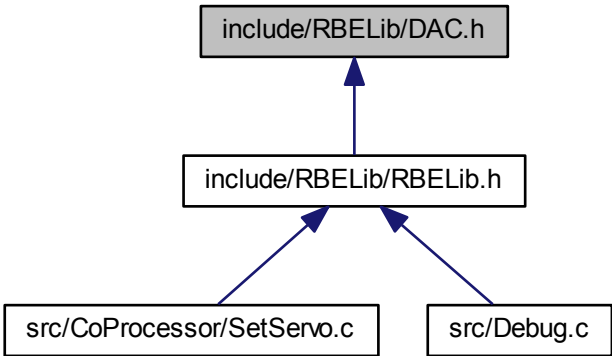 include/RBELib/DAC.h
include/RBELib/RBELib.h
src/CoProcessor/SetServo.c
src/Debug.c